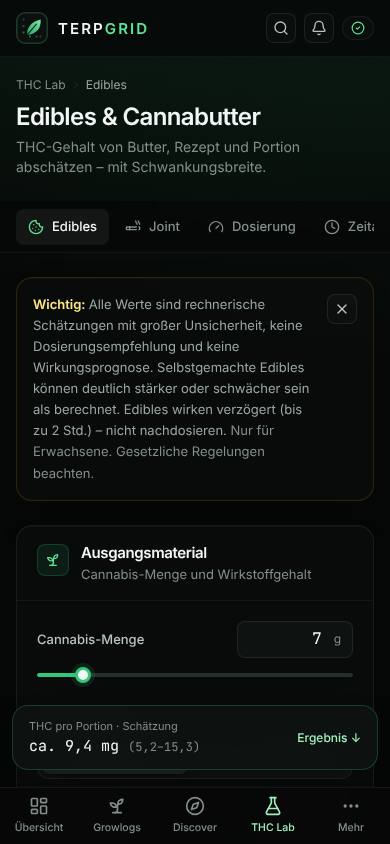 TERPGRID
THC Lab > Edibles
Edibles & Cannabutter
THC-Gehalt von Butter, Rezept und Portion
abschätzen – mit Schwankungsbreite.
Edibles Joint Dosierung Zeita
Wichtig: Alle Werte sind rechnerische
Schätzungen mit großer Unsicherheit, keine
Dosierungsempfehlung und keine
Wirkungsprognose. Selbstgemachte Edibles
können deutlich stärker oder schwächer sein
als berechnet. Edibles wirken verzögert (bis
zu 2 Std.) – nicht nachdosieren. Nur für
Erwachsene. Gesetzliche Regelungen
beachten.
Ausgangsmaterial
Cannabis-Menge und Wirkstoffgehalt
Cannabis-Menge 7 g
THC pro Portion · Schätzung
ca. 9,4 mg (5,2–15,3)
Ergebnis ↓
Übersicht Growlogs Discover THC Lab Mehr